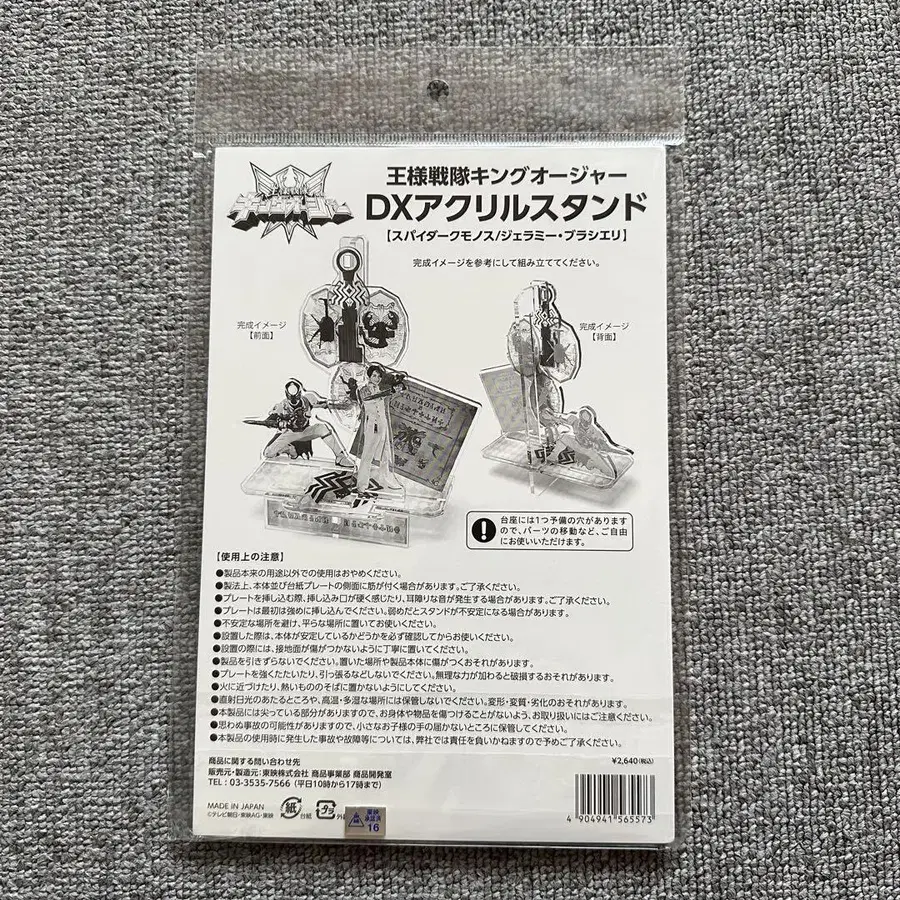 キングオージャー
王様戦隊キングオージャー
DXアクリルスタンド
【スパイダークモノス/ジェラミー・ブラシエリ】
完成イメージを参考にして組み立ててください。
完成イメージ
【前面】
完成イメージ
【背面】
台座には1つ予備の穴があります
ので、パーツの移動など、ご自由
にお使いいただけます。
【使用上の注意】
●製品本来の用途以外での使用はおやめください。
●製法上、本体並び台紙プレートの側面に筋が付く場合があります。ご了承ください。
●プレートを挿し込む際、挿し込み口が硬く感じたり、耳障りな音が発生する場合があります。ご了承ください。
●プレートは最初は強めに挿し込んでください。弱めだとスタンドが不安定になる場合があります。
●不安定な場所を避け、平らな場所に置いてお使いください。
●設置した際は、本体が安定しているかどうかを必ず確認してからお使いください。
●設置の際には、接地面が傷がつかないように丁寧に置いてください。
●製品を引きずらないでください。置いた場所や製品本体に傷がつくおそれがあります。
●プレートを強くたたいたり、引っ張るなどしないでください。無理な力が加わると破損するおそれがあります。
●火に近づけたり、熱いもののそばに置かないようにしてください。
●直射日光のあたるところや、高温・多湿な場所には保管しないでください。変形・変質・劣化のおそれがあります。
●本製品には尖っている部分がありますので、お身体や物品を傷つけることがないよう、お取り扱いにはご注意ください。
●思わぬ事故の可能性がありますので、小さなお子様の手の届かないところに保管してください。
●本製品の使用時に発生した事故や故障等については、弊社では責任を負いかねますので予めご了承ください。
商品に関する問い合わせ先
販売元・製造元：東映株式会社 商品事業部 商品開発室
TEL：03-3535-7566（平日10時から17時まで）
¥2,640(税込)
MADE IN JAPAN
©テレビ朝日・東映AG・東映
紙 台紙
プラ 外
東映
承認済
16
4 904941 565573